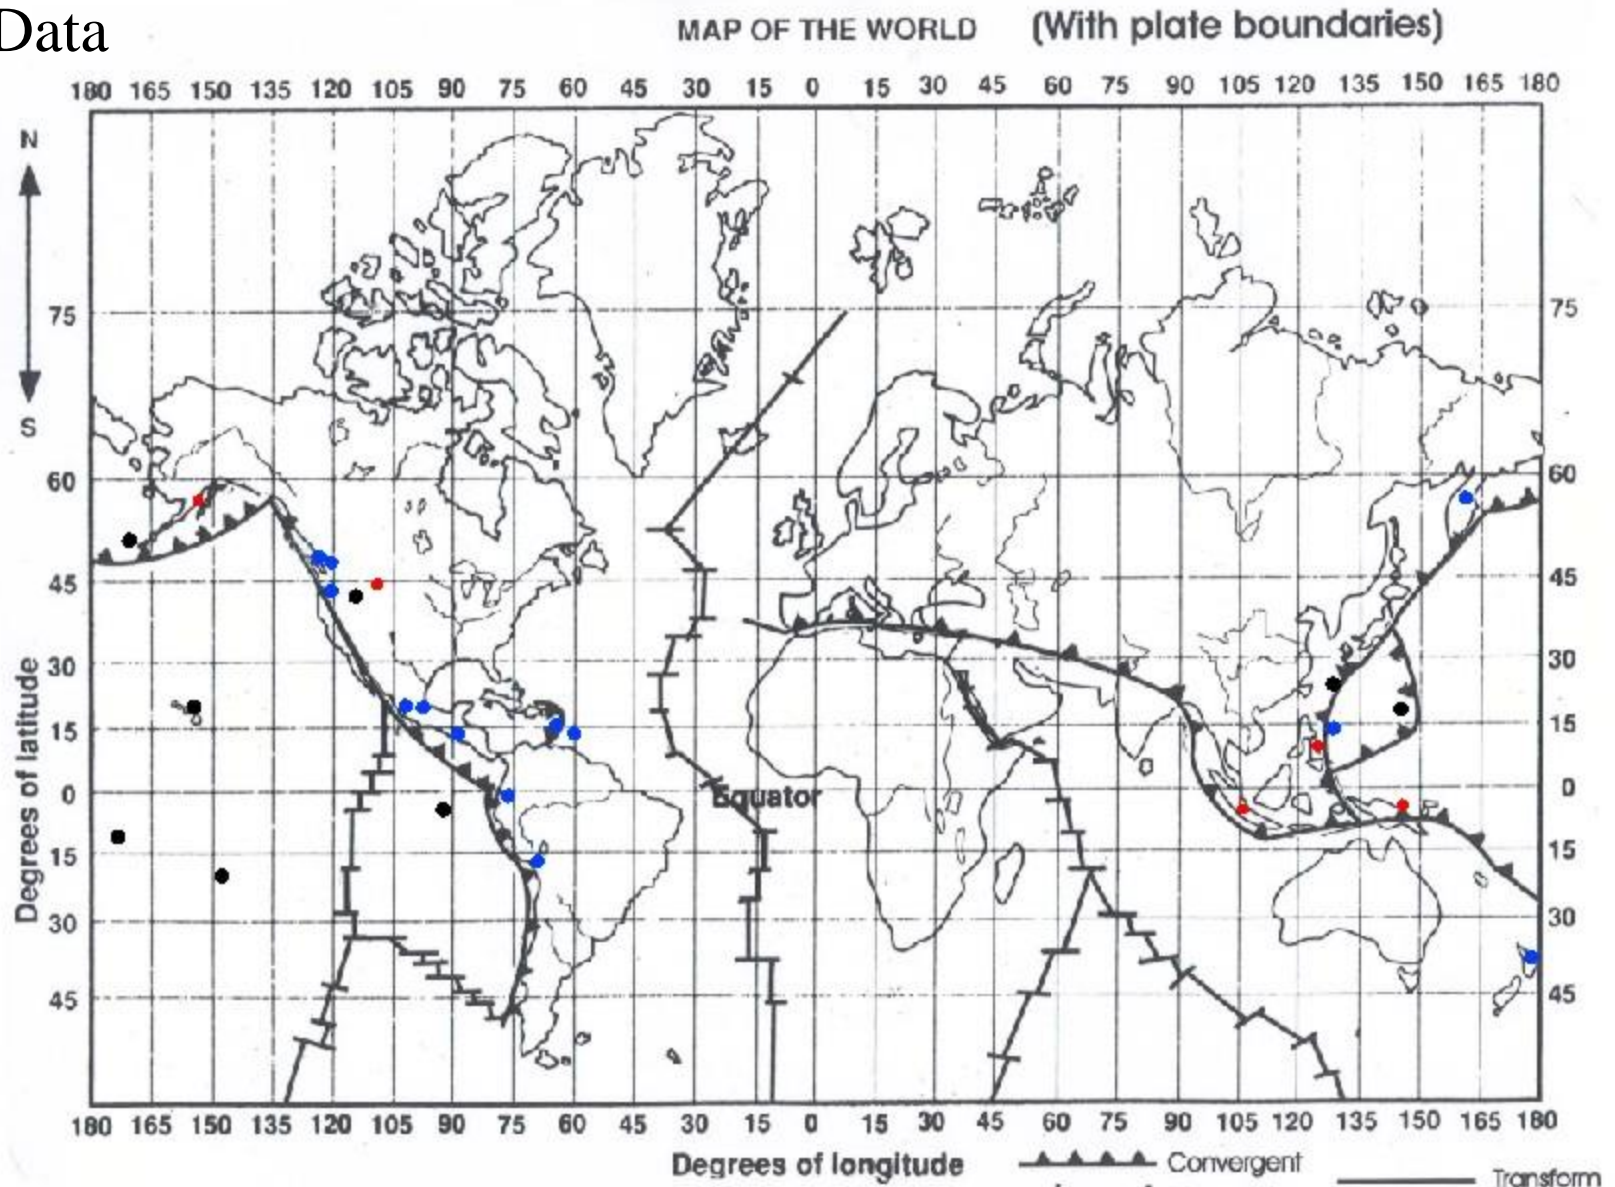 Data
MAP OF THE WORLD (With plate boundaries)
180 165 150 135 120 105 90 75 60 45 30 15 0 15 30 45 60 75 90 105 120 135 150 165 180
N
75 75
S
60 60
45 45
30 30
15 15
Degrees of latitude
0 0
Equator
15 15
30 30
45 45
180 165 150 135 120 105 90 75 60 45 30 15 0 15 30 45 60 75 90 105 120 135 150 165 180
Degrees of longitude
Convergent
Transform